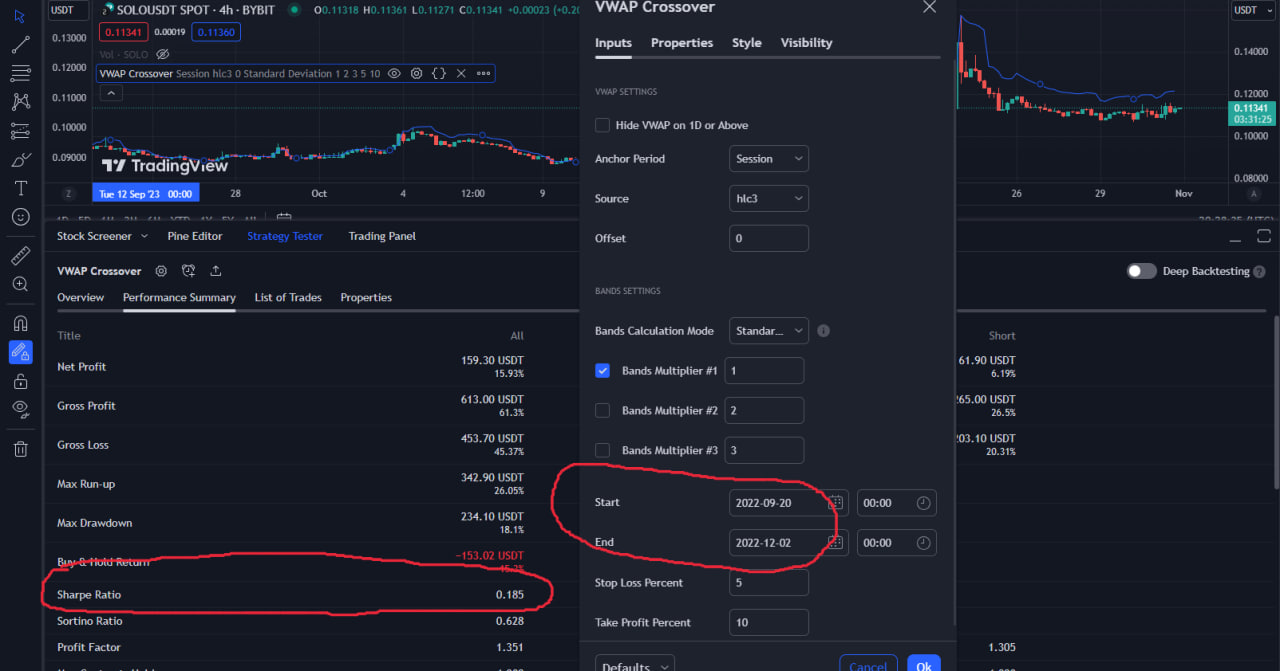 USDT
SOLOUSDT SPOT · 4h · BYBIT
O0.11318 H0.11361 L0.11271 C0.11341 +0.00023 (+0.20
0.11341
0.00019
0.11360
Vol · SOLO
VWAP Crossover Session hlc3 0 Standard Deviation 1 2 3 5 10
0.13000
0.12000
0.11000
0.10000
0.09000
TradingView
Z
Tue 12 Sep '23 00:00
28
Oct
4
12:00
9
VWAP Crossover
Inputs
Properties
Style
Visibility
VWAP SETTINGS
Hide VWAP on 1D or Above
Anchor Period
Session
Source
hlc3
Offset
0
BANDS SETTINGS
Bands Calculation Mode
Standar...
Bands Multiplier #1
1
Bands Multiplier #2
2
Bands Multiplier #3
3
Start
2022-09-20
00:00
End
2022-12-02
00:00
Stop Loss Percent
5
Take Profit Percent
10
Defaults
Cancel
Ok
USDT
0.14000
0.12000
0.11341
03:31:25
0.10000
0.08000
26
29
Nov
A
Stock Screener
Pine Editor
Strategy Tester
Trading Panel
VWAP Crossover
Deep Backtesting
Overview
Performance Summary
List of Trades
Properties
Title
All
Short
Net Profit
159.30 USDT
15.93%
61.90 USDT
6.19%
Gross Profit
613.00 USDT
61.3%
265.00 USDT
26.5%
Gross Loss
453.70 USDT
45.37%
203.10 USDT
20.31%
Max Run-up
342.90 USDT
26.05%
Max Drawdown
234.10 USDT
18.1%
Buy & Hold Return
−153.02 USDT
Sharpe Ratio
0.185
Sortino Ratio
0.628
Profit Factor
1.351
1.305